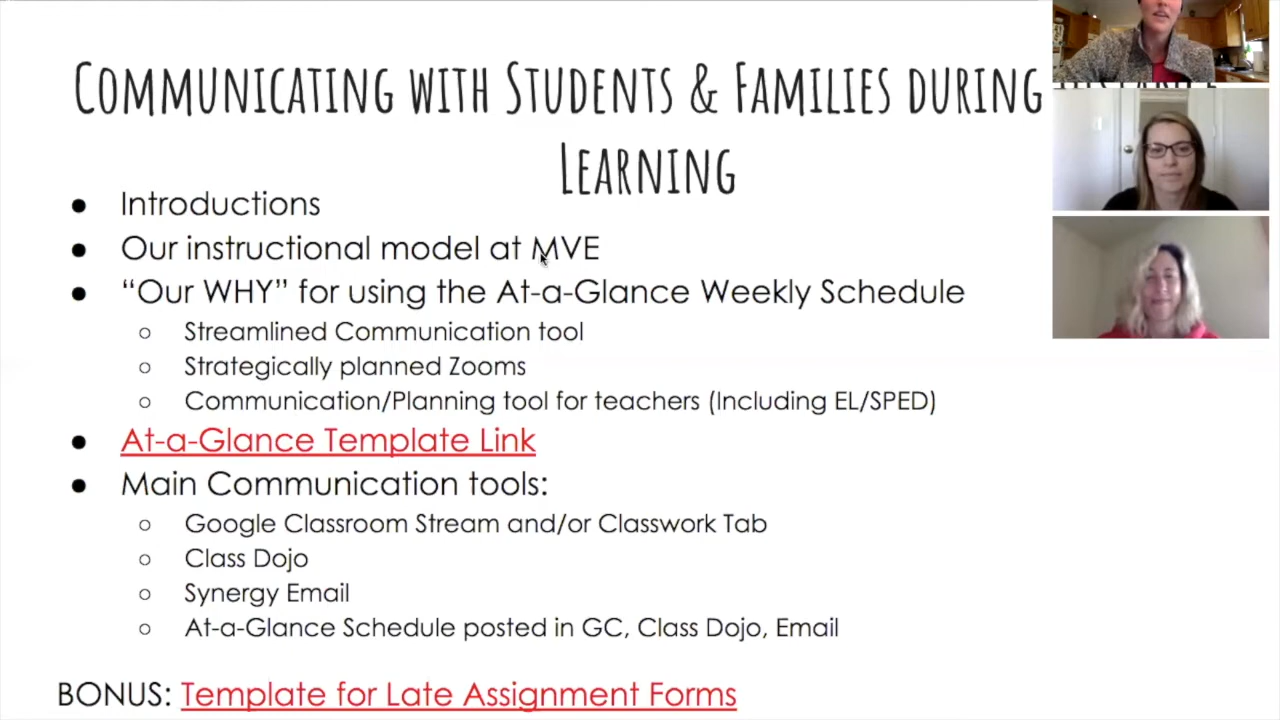 Communicating with Students & Families during
Learning
● Introductions
● Our instructional model at MVE
● “Our WHY” for using the At-a-Glance Weekly Schedule
○ Streamlined Communication tool
○ Strategically planned Zooms
○ Communication/Planning tool for teachers (Including EL/SPED)
● At-a-Glance Template Link
● Main Communication tools:
○ Google Classroom Stream and/or Classwork Tab
○ Class Dojo
○ Synergy Email
○ At-a-Glance Schedule posted in GC, Class Dojo, Email
BONUS: Template for Late Assignment Forms